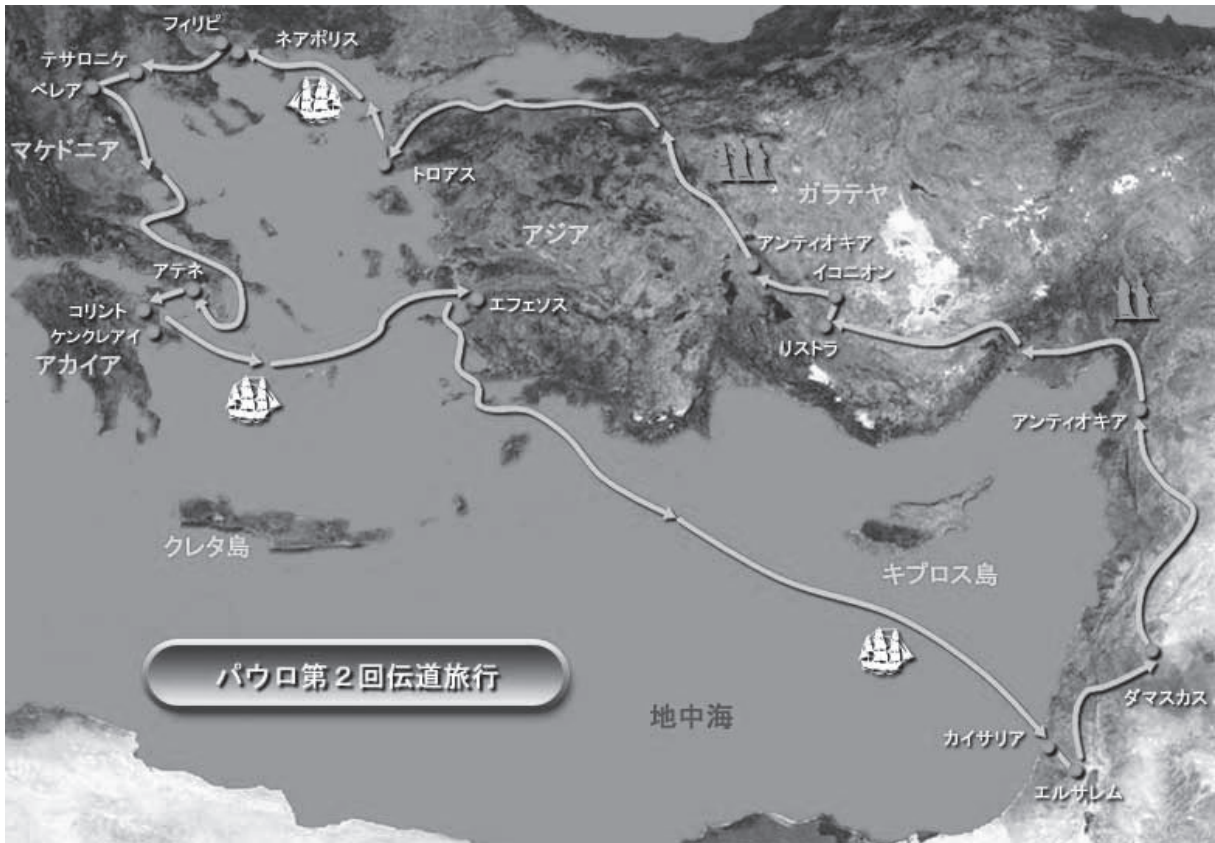 フィリピ
ネアポリス
テサロニケ
ベレア
マケドニア
トロアス
ガラテヤ
アジア
アンティオキア
イコニオン
アテネ
コリント
ケンクレアイ
アカイア
エフェソス
リストラ
アンティオキア
クレタ島
キプロス島
パウロ第2回伝道旅行
地中海
ダマスカス
カイサリア
エルサレム